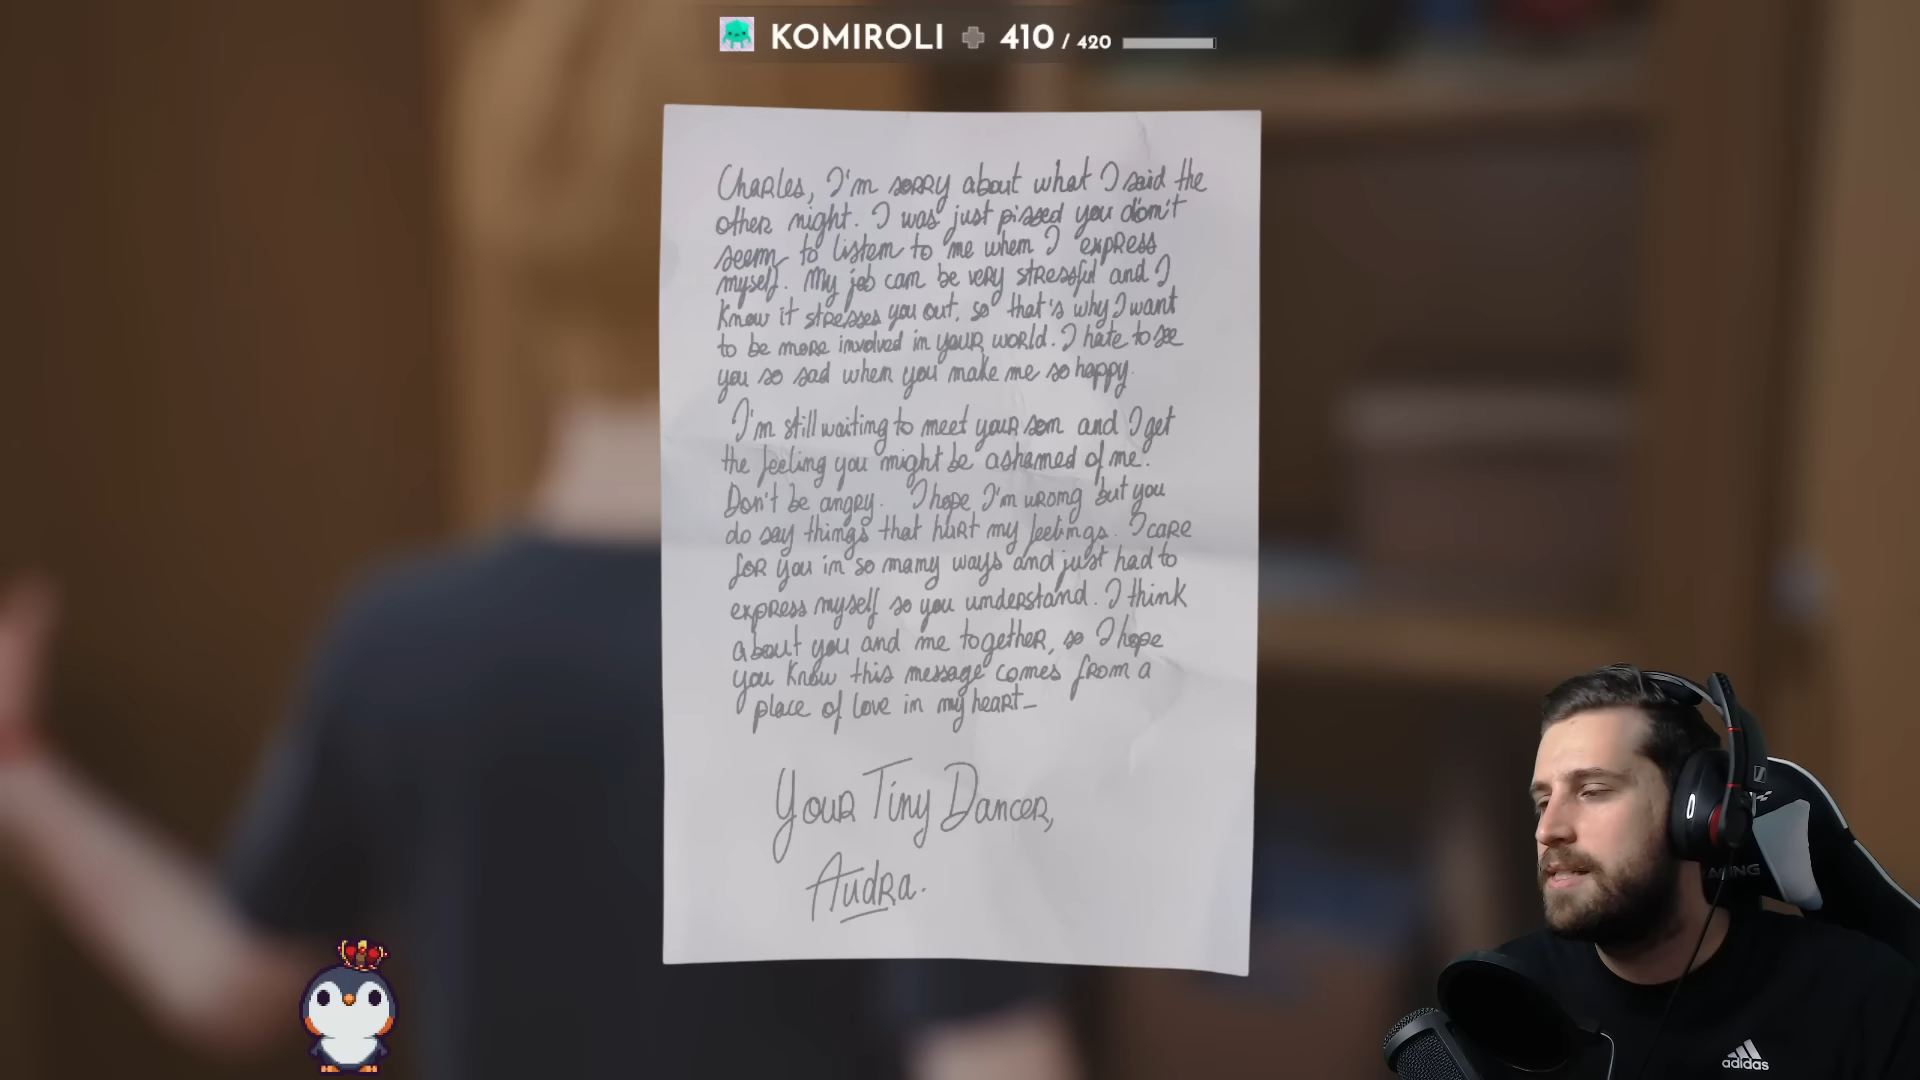 KOMIROLI 410 / 420
Charles, I'm sorry about what I said the
other night. I was just pissed you don't
seem to listen to me when I express
myself. My job can be very stressful and I
know it stresses you out, so that's why I want
to be more involved in your world. I hate to see
you so sad when you make me so happy.
I'm still waiting to meet your son and I get
the feeling you might be ashamed of me.
Don't be angry. I hope I'm wrong but you
do say things that hurt my feelings. I care
for you in so many ways and just had to
express myself so you understand. I think
about you and me together, so I hope
you know this message comes from a
place of love in my heart—
Your Tiny Dancer,
Audra.
MING
adidas